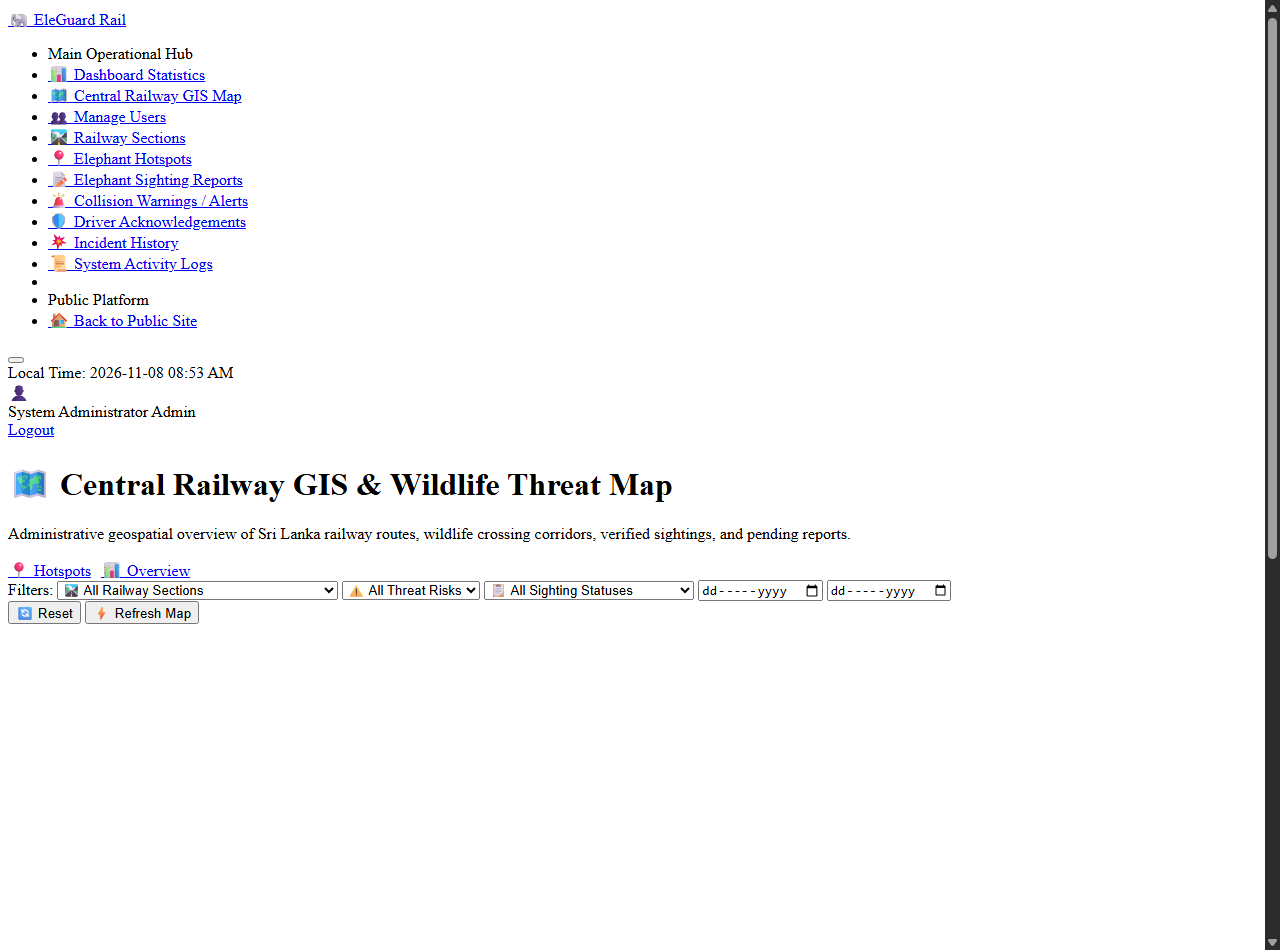 EleGuard Rail
Main Operational Hub
Dashboard Statistics
Central Railway GIS Map
Manage Users
Railway Sections
Elephant Hotspots
Elephant Sighting Reports
Collision Warnings / Alerts
Driver Acknowledgements
Incident History
System Activity Logs
Public Platform
Back to Public Site
Local Time: 2026-11-08 08:53 AM
System Administrator Admin
Logout
Central Railway GIS & Wildlife Threat Map
Administrative geospatial overview of Sri Lanka railway routes, wildlife crossing corridors, verified sightings, and pending reports.
Hotspots Overview
Filters: All Railway Sections All Threat Risks All Sighting Statuses dd-----yyyy dd-----yyyy
Reset Refresh Map